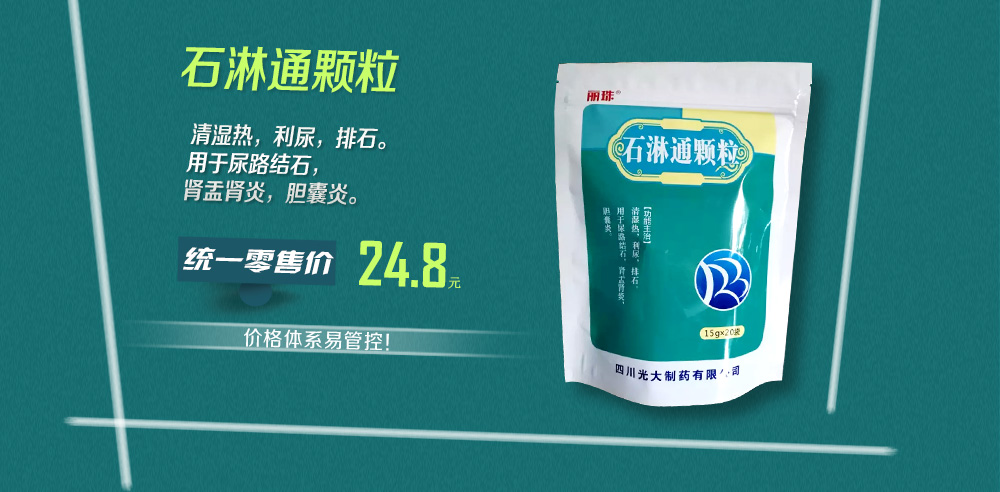 石淋通颗粒
清湿热，利尿，排石。
用于尿路结石，
肾盂肾炎，胆囊炎。
统一零售价 24.8元
价格体系易管控！
丽珠®
石淋通颗粒
【功能主治】
清湿热，利尿，排石。
用于尿路结石，肾盂肾炎，
胆囊炎。
15g×20袋
四川光大制药有限公司